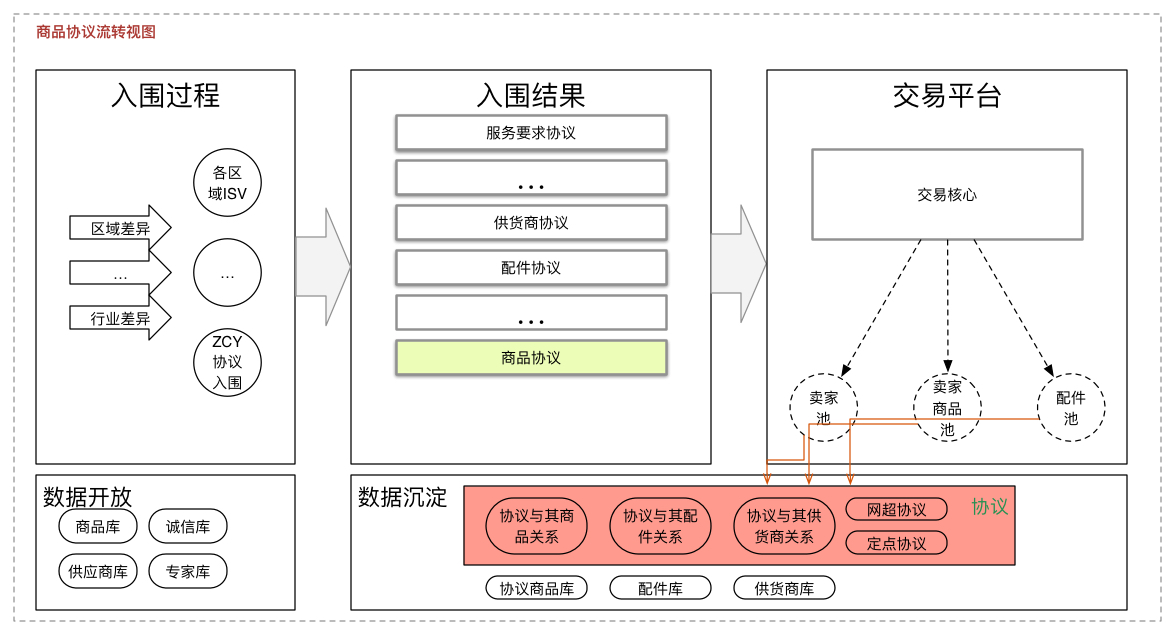 商品协议流转视图
入围过程
各区
域ISV
区域差异
...
行业差异
...
ZCY
协议
入围
入围结果
服务要求协议
...
供货商协议
配件协议
...
商品协议
交易平台
交易核心
卖家
池
卖家
商品
池
配件
池
数据开放
商品库
诚信库
供应商库
专家库
数据沉淀
协议与其商
品关系
协议与其配
件关系
协议与其供
货商关系
网超协议
定点协议
协议
协议商品库
配件库
供货商库